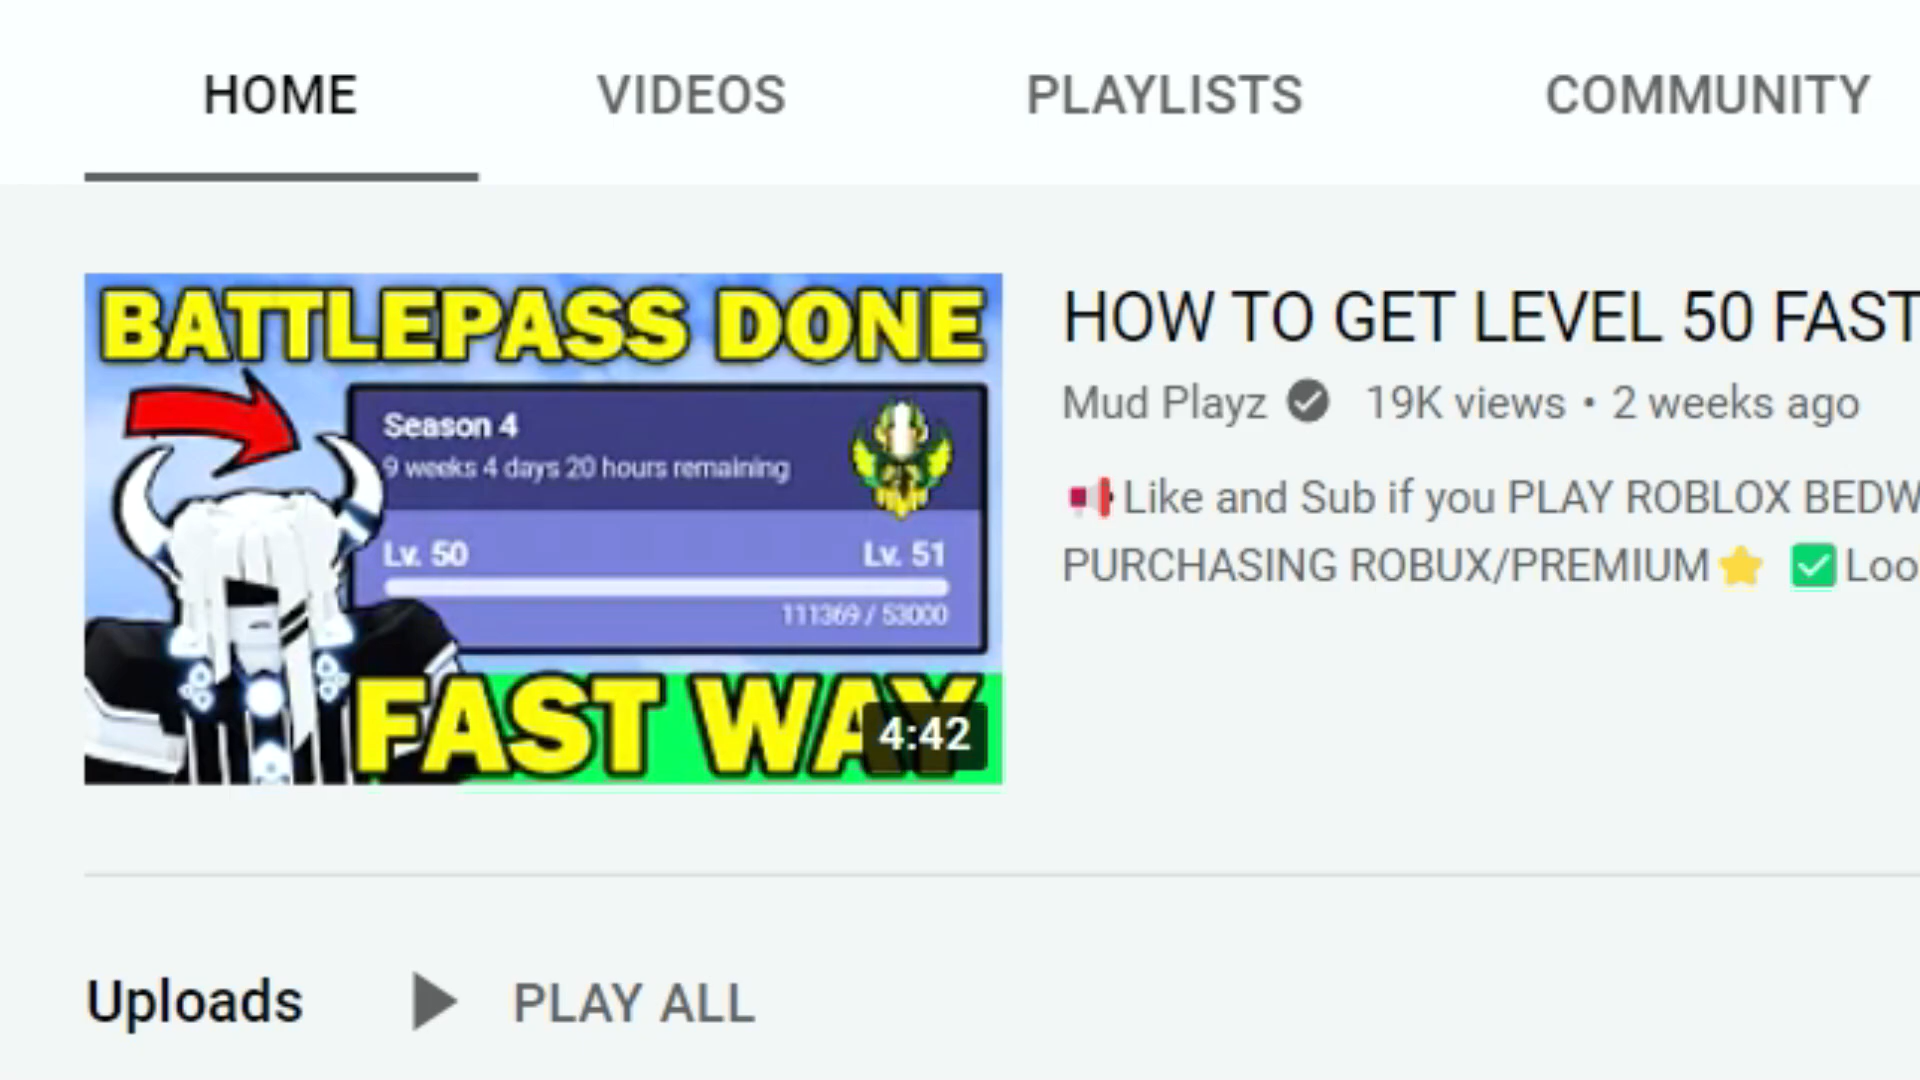 HOME VIDEOS PLAYLISTS COMMUNITY
BATTLEPASS DONE
Season 4
9 weeks 4 days 20 hours remaining
Lv. 50 Lv. 51
111369 / 53000
FAST WAY
4:42
HOW TO GET LEVEL 50 FAST
Mud Playz 19K views • 2 weeks ago
Like and Sub if you PLAY ROBLOX BEDW
PURCHASING ROBUX/PREMIUM⭐ ✅Loo
Uploads PLAY ALL